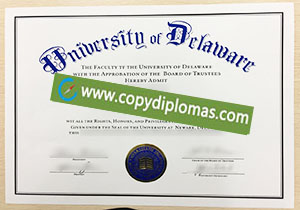 University of Delaware
The Faculty of the University of Delaware
with the Approbation of the Board of Trustees
Hereby Admit
www.copydiplomas.com
with all the Rights, Honors, and
Given under the Seal of the University at Newark,
this